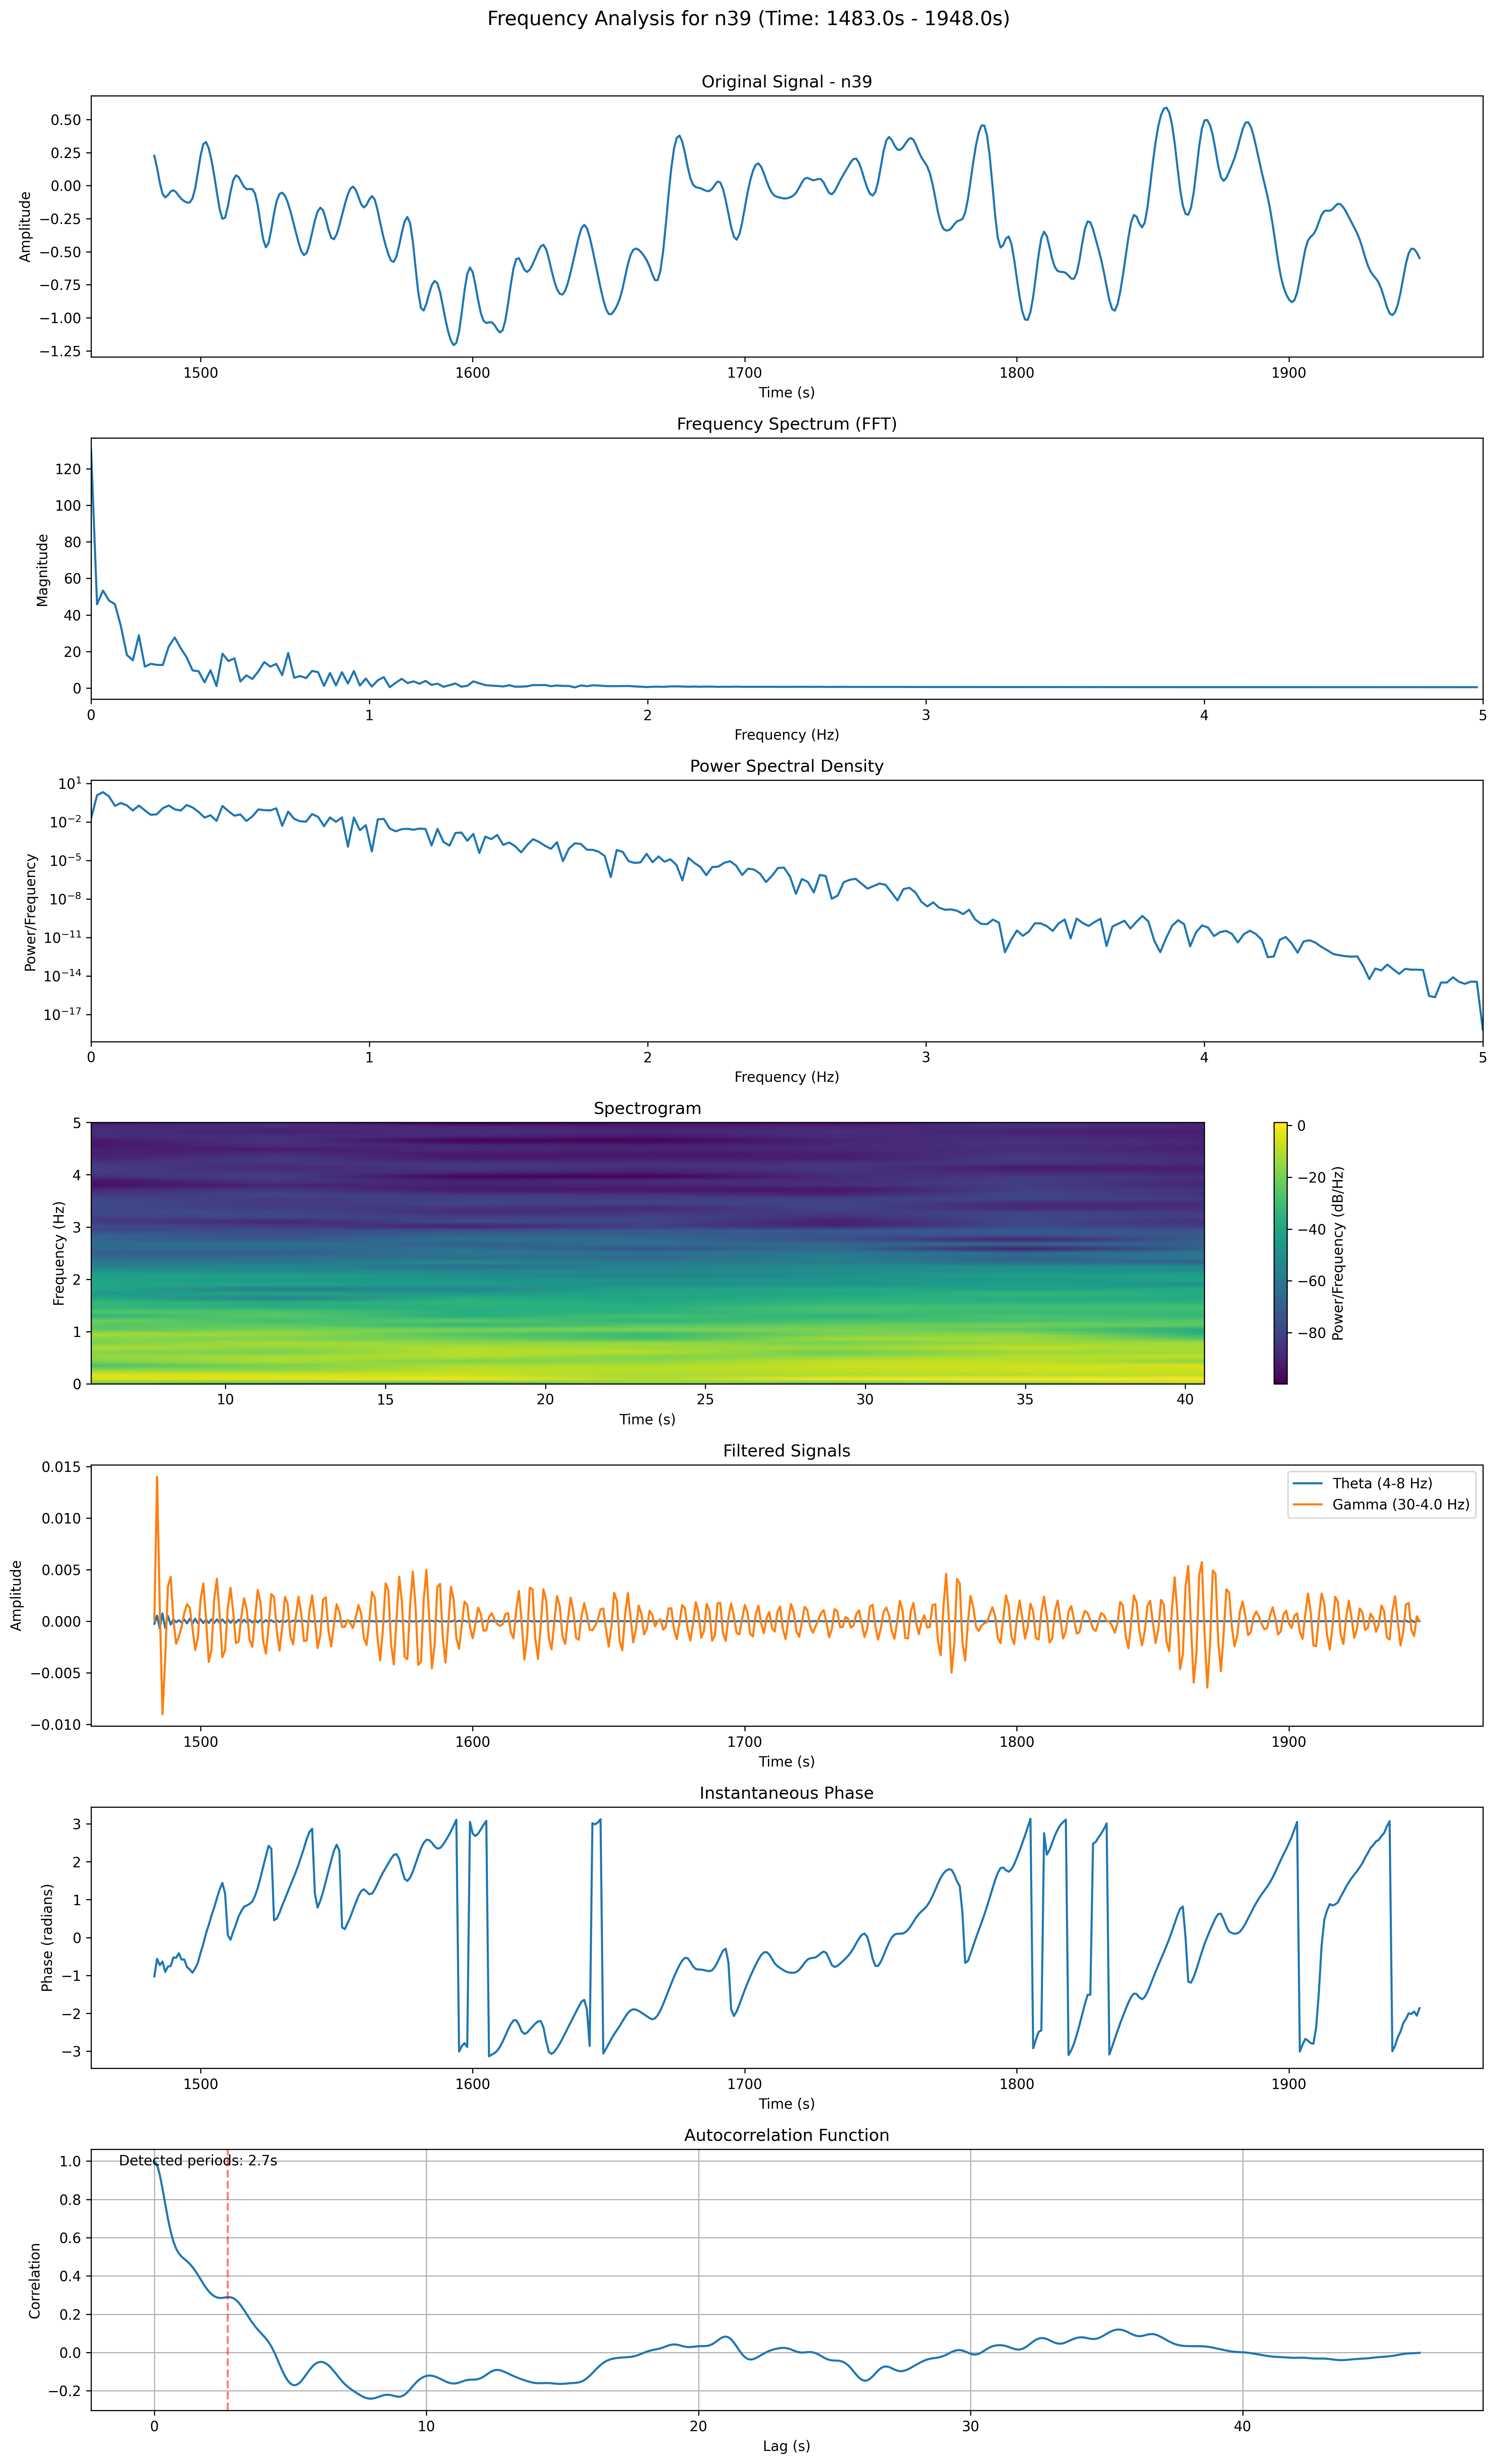 Frequency Analysis for n39 (Time: 1483.0s - 1948.0s)
Original Signal - n39
0.50
0.25
0.00
−0.25
−0.50
−0.75
−1.00
−1.25
Amplitude
1500 1600 1700 1800 1900
Time (s)
Frequency Spectrum (FFT)
120
100
80
60
40
20
0
Magnitude
0 1 2 3 4 5
Frequency (Hz)
Power Spectral Density
10^1
10^−2
10^−5
10^−8
10^−11
10^−14
10^−17
Power/Frequency
0 1 2 3 4 5
Frequency (Hz)
Spectrogram
5
4
3
2
1
0
Frequency (Hz)
10 15 20 25 30 35 40
Time (s)
0
−20
−40
−60
−80
Power/Frequency (dB/Hz)
Filtered Signals
0.015
0.010
0.005
0.000
−0.005
−0.010
Amplitude
Theta (4-8 Hz)
Gamma (30-4.0 Hz)
1500 1600 1700 1800 1900
Time (s)
Instantaneous Phase
3
2
1
0
−1
−2
−3
Phase (radians)
1500 1600 1700 1800 1900
Time (s)
Autocorrelation Function
Detected periods: 2.7s
1.0
0.8
0.6
0.4
0.2
0.0
−0.2
Correlation
0 10 20 30 40
Lag (s)